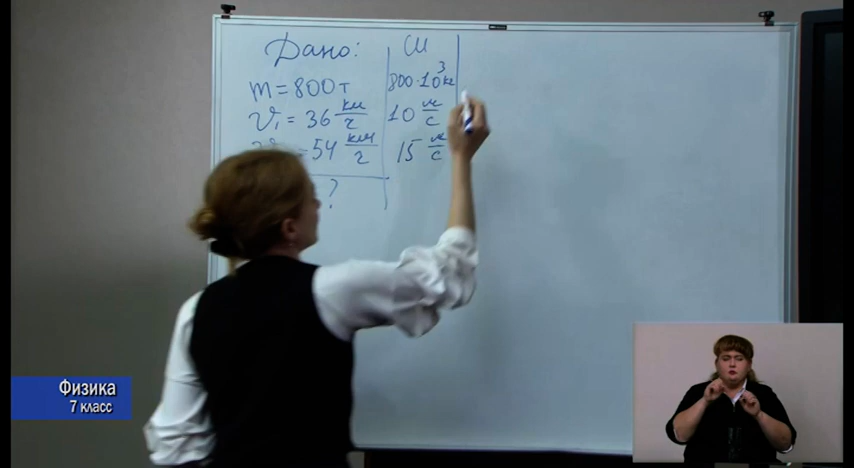 Дано:
СИ
m = 800 т
800·10³ кг
V₁ = 36 км/ч
10 м/с
= 54 км/ч
15 м/с
?
Физика
7 класс